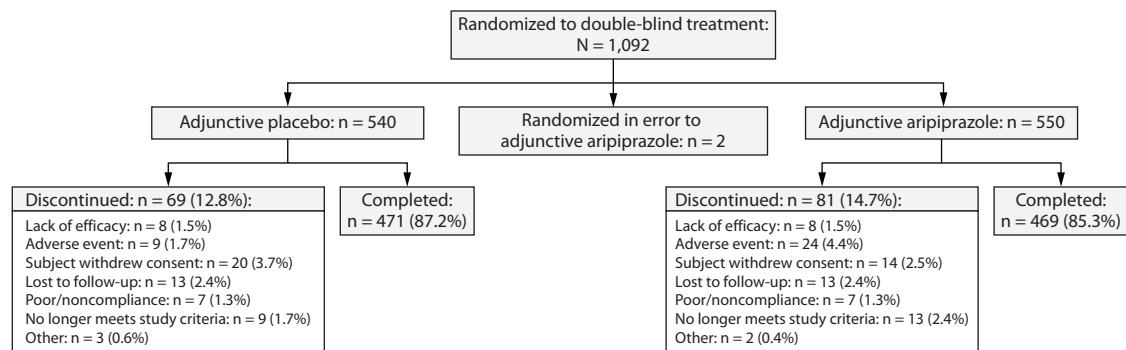 Randomized to double-blind treatment:
N = 1,092
Adjunctive placebo: n = 540
Randomized in error to
adjunctive aripiprazole: n = 2
Adjunctive aripiprazole: n = 550
Discontinued: n = 69 (12.8%):
Lack of efficacy: n = 8 (1.5%)
Adverse event: n = 9 (1.7%)
Subject withdrew consent: n = 20 (3.7%)
Lost to follow-up: n = 13 (2.4%)
Poor/noncompliance: n = 7 (1.3%)
No longer meets study criteria: n = 9 (1.7%)
Other: n = 3 (0.6%)
Completed:
n = 471 (87.2%)
Discontinued: n = 81 (14.7%):
Lack of efficacy: n = 8 (1.5%)
Adverse event: n = 24 (4.4%)
Subject withdrew consent: n = 14 (2.5%)
Lost to follow-up: n = 13 (2.4%)
Poor/noncompliance: n = 7 (1.3%)
No longer meets study criteria: n = 13 (2.4%)
Other: n = 2 (0.4%)
Completed:
n = 469 (85.3%)